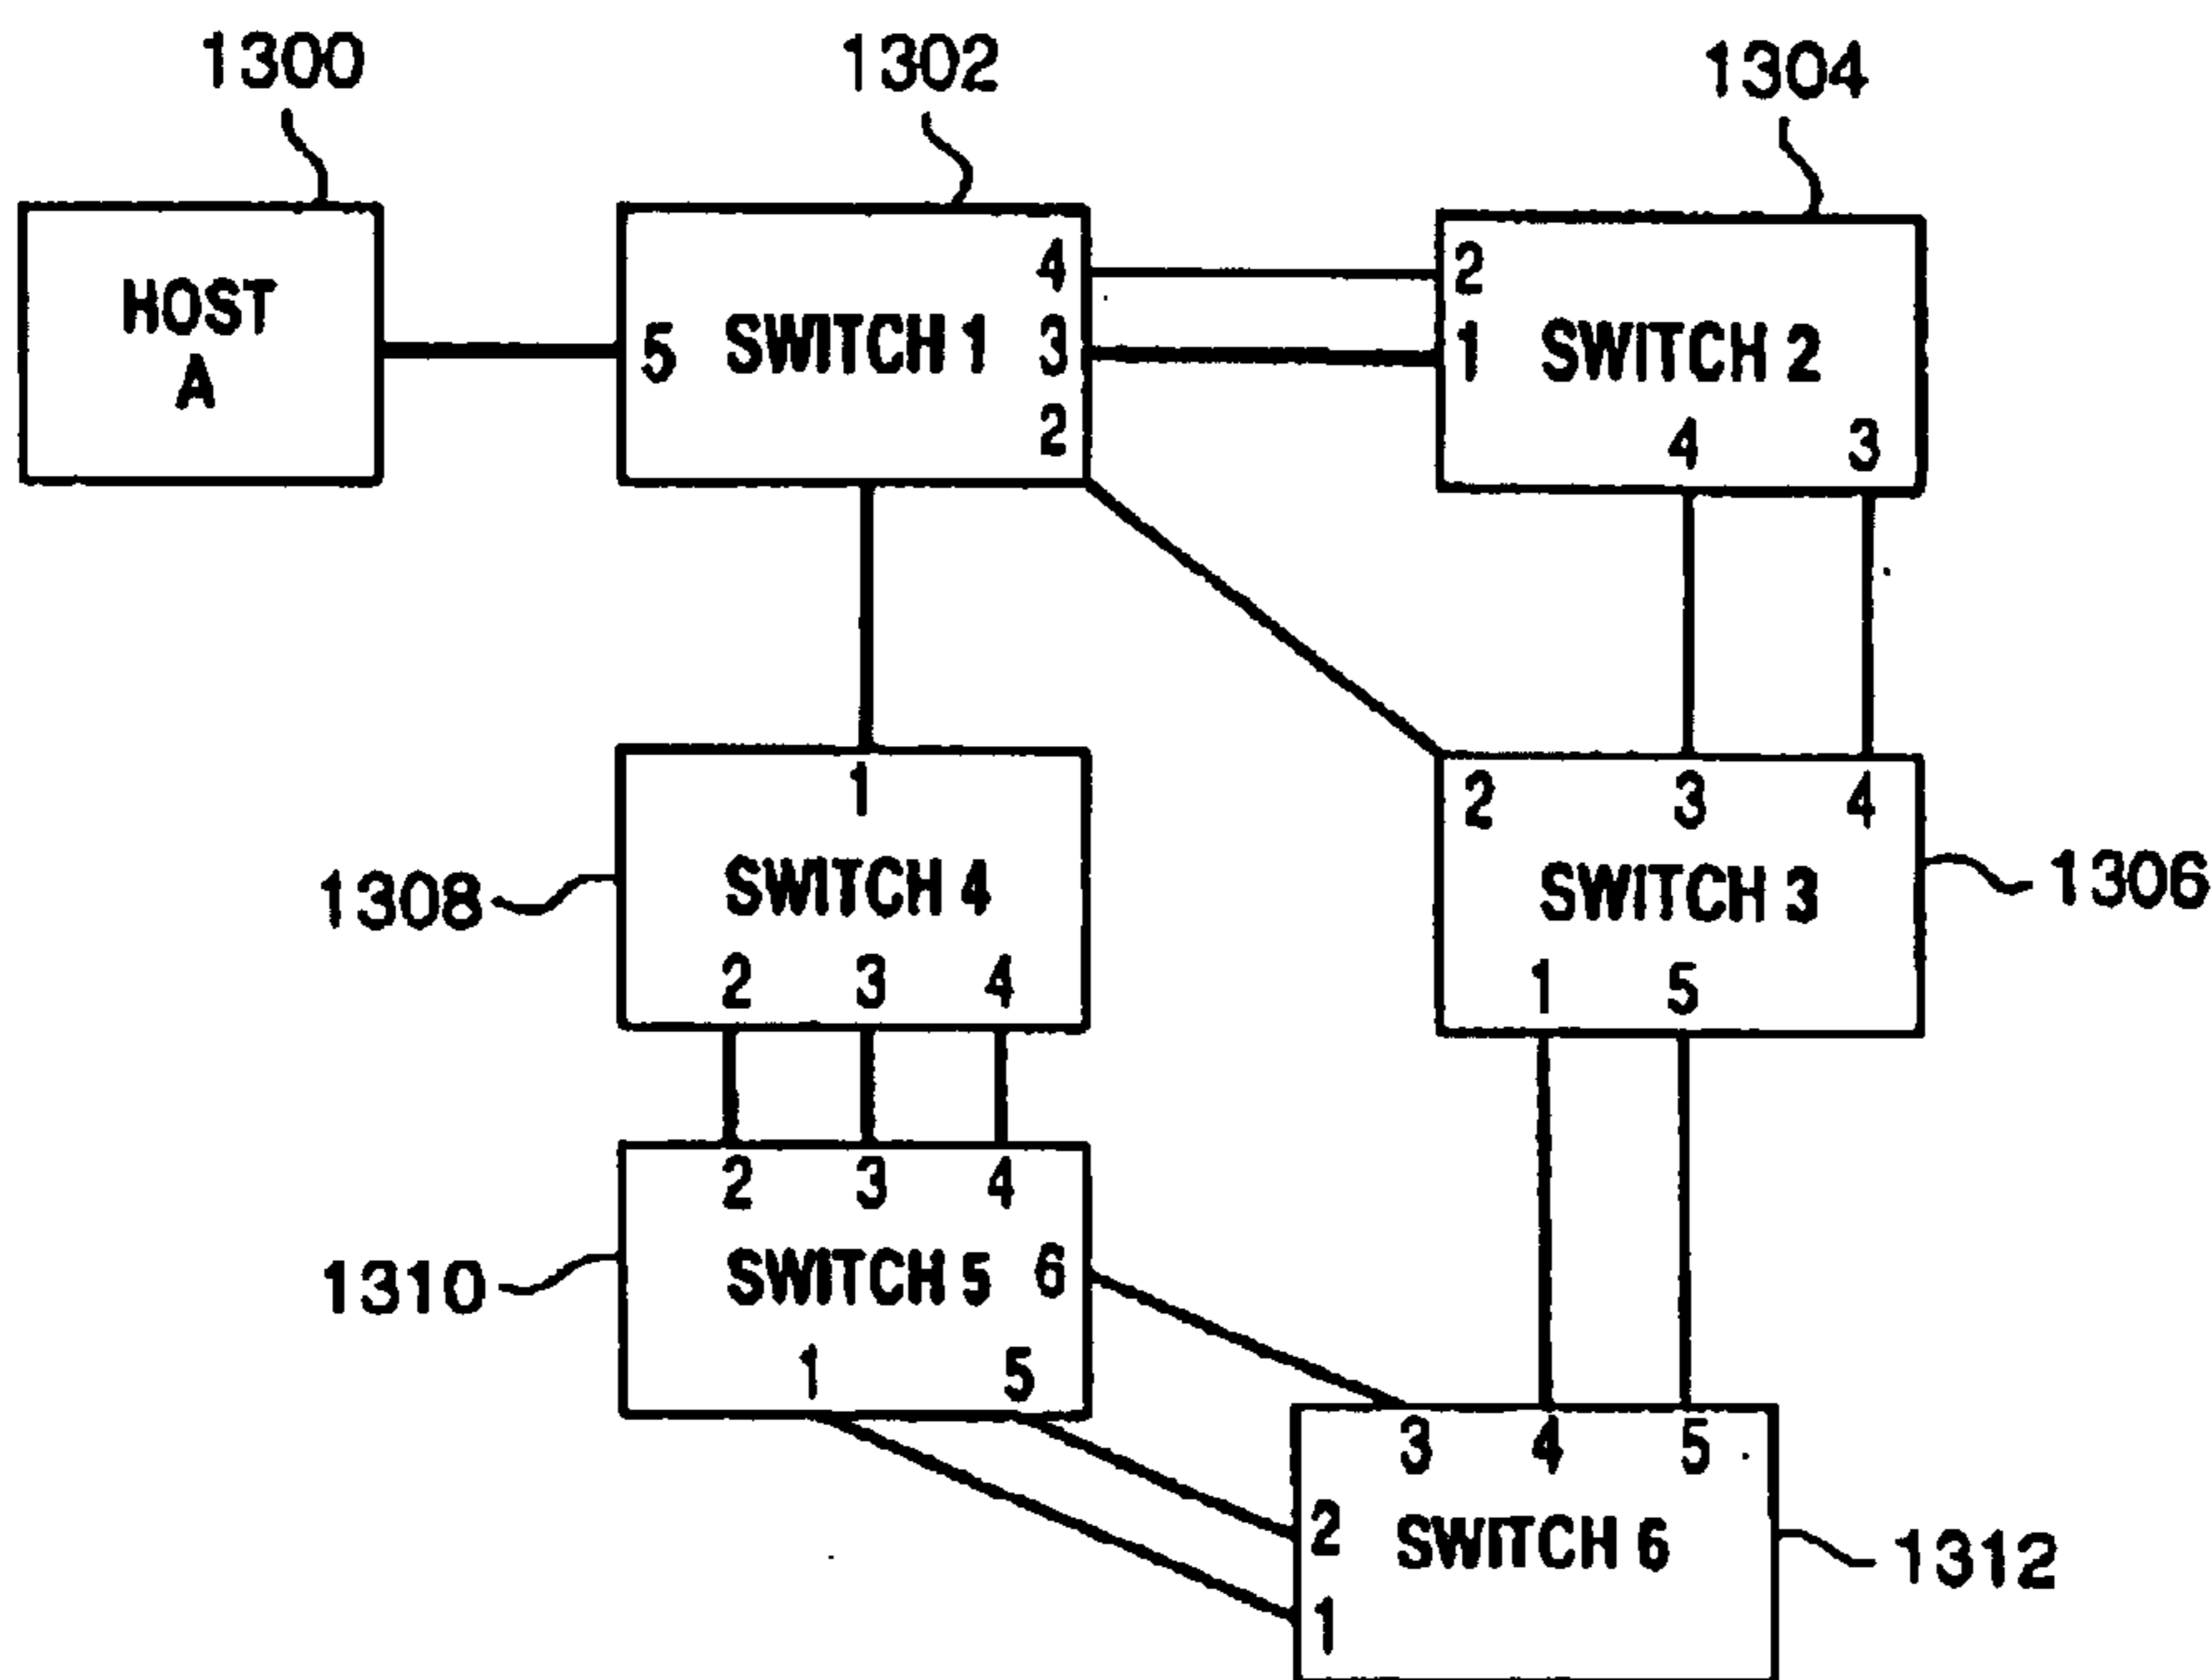 1300
1302
1304
HOST
A
5 SWITCH 1
4
3
2
2
1
SWITCH 2
4 3
1
SWITCH 4
2 3 4
1308
2 3 4
SWITCH 3
1 5
1306
2 3 4
SWITCH 5 6
1 5
1310
3 4 5
2 SWITCH 6
1
1312